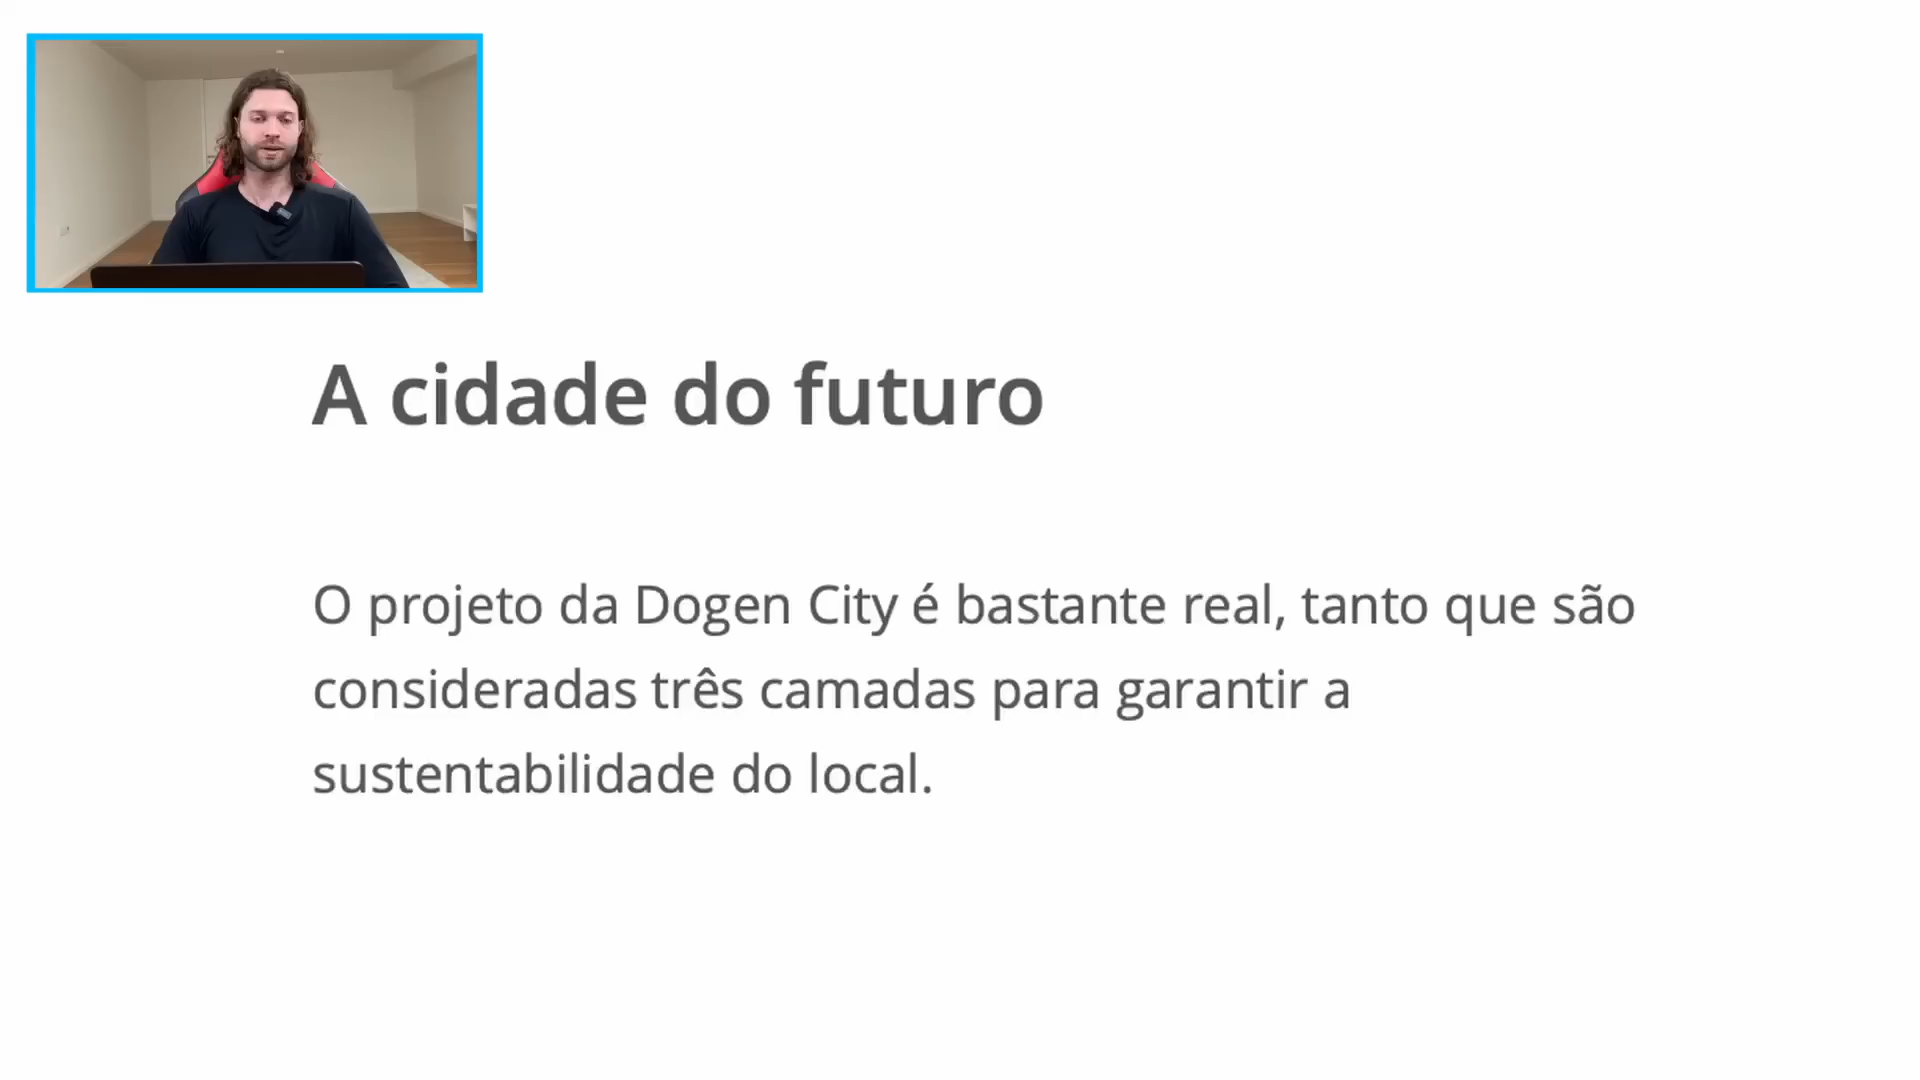 A cidade do futuro
O projeto da Dogen City é bastante real, tanto que são
consideradas três camadas para garantir a
sustentabilidade do local.